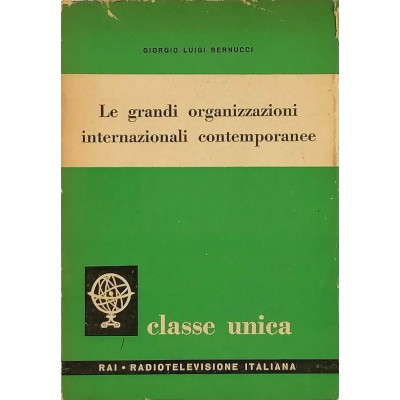 GIORGIO LUIGI BERNUCCI
Le grandi organizzazioni
internazionali contemporanee
classe unica
RAI • RADIOTELEVISIONE ITALIANA